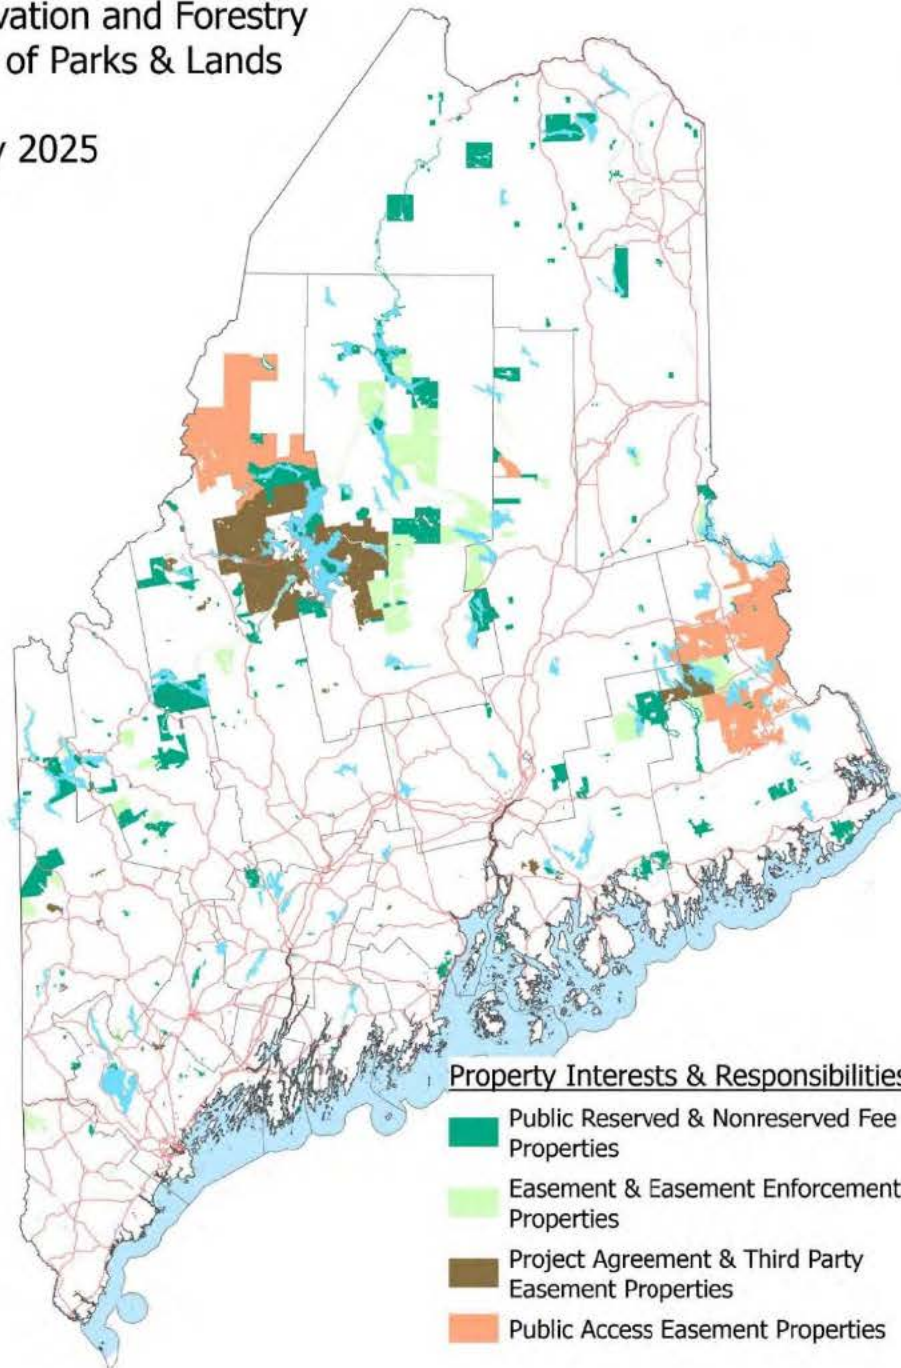 vation and Forestry
of Parks & Lands
y 2025
Property Interests & Responsibilities
Public Reserved & Nonreserved Fee
Properties
Easement & Easement Enforcement
Properties
Project Agreement & Third Party
Easement Properties
Public Access Easement Properties